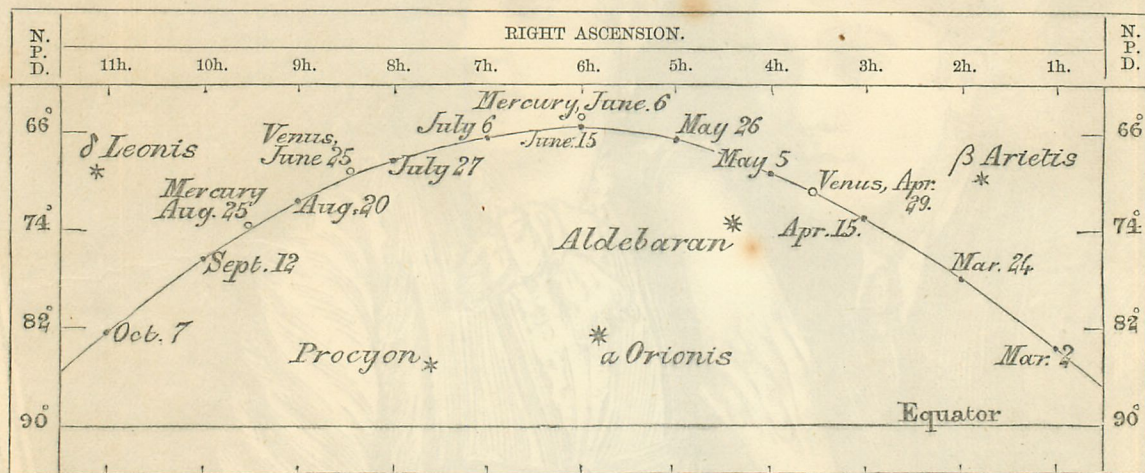 N.
P.
D.
RIGHT ASCENSION.
N.
P.
D.
11h. 10h. 9h. 8h. 7h. 6h. 5h. 4h. 3h. 2h. 1h.
66°
Mercury, June. 6
66°
July 6
June. 15
May 26
δ Leonis
Venus,
June 25
July 27
May 5
β Arietis
Mercury
Aug. 25
Aug. 20
Venus, Apr.
29.
74°
Aldebaran
Apr. 15.
74°
Sept. 12
Mar. 24
82°
Oct. 7
82°
Procyon
α Orionis
Mar. 2
90°
Equator
90°